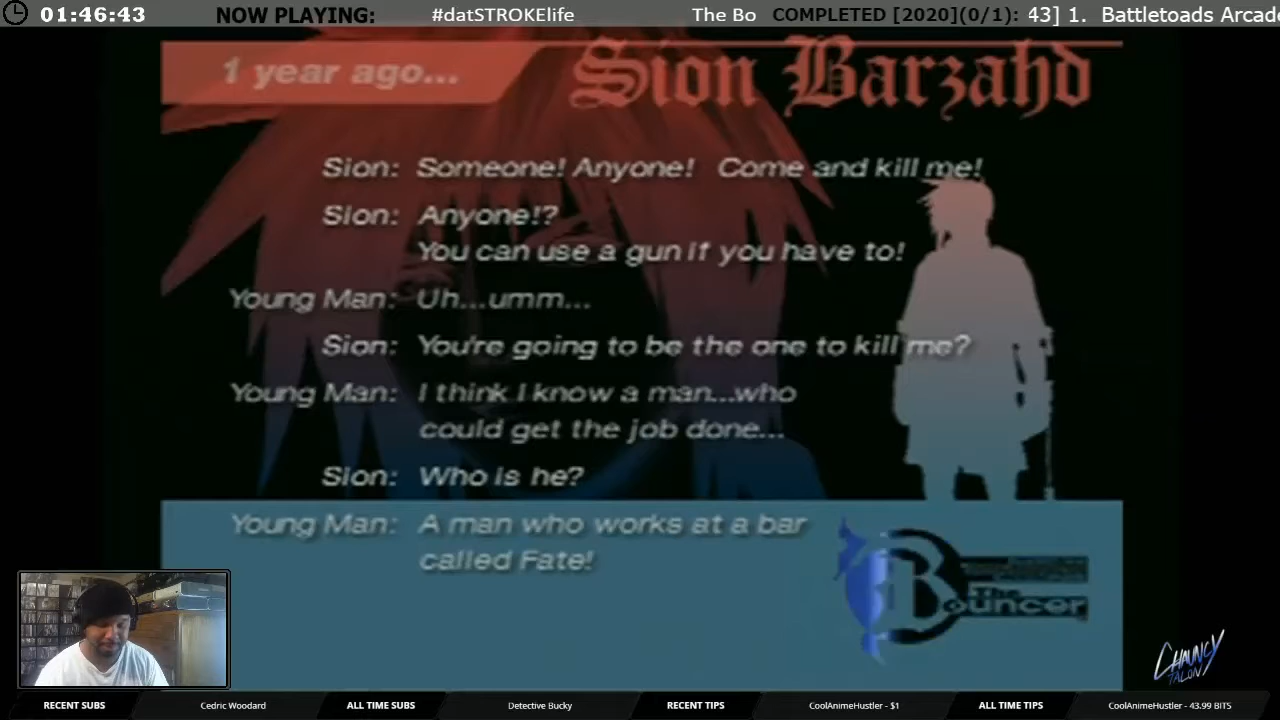 01:46:43 NOW PLAYING: #datSTROKElife The Bo COMPLETED [2020](0/1): 43] 1. Battletoads Arcade
1 year ago... Sion Barzahd
Sion: Someone! Anyone! Come and kill me!
Sion: Anyone!?
You can use a gun if you have to!
Young Man: Uh...umm...
Sion: You're going to be the one to kill me?
Young Man: I think I know a man...who
could get the job done...
Sion: Who is he?
Young Man: A man who works at a bar
called Fate!
The
Bouncer
CHAUNCY
TALON
RECENT SUBS Cedric Woodard ALL TIME SUBS Detective Bucky RECENT TIPS CoolAnimeHustler - $1 ALL TIME TIPS CoolAnimeHustler - 43.99 BITS